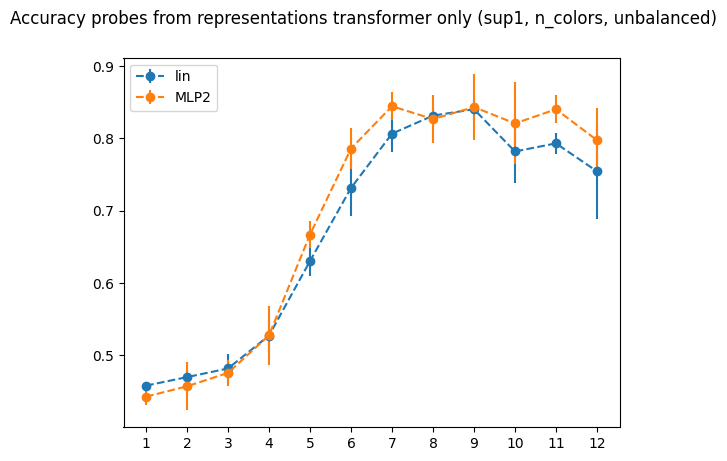 Accuracy probes from representations transformer only (sup1, n_colors, unbalanced)
lin
MLP2
0.9
0.8
0.7
0.6
0.5
1 2 3 4 5 6 7 8 9 10 11 12